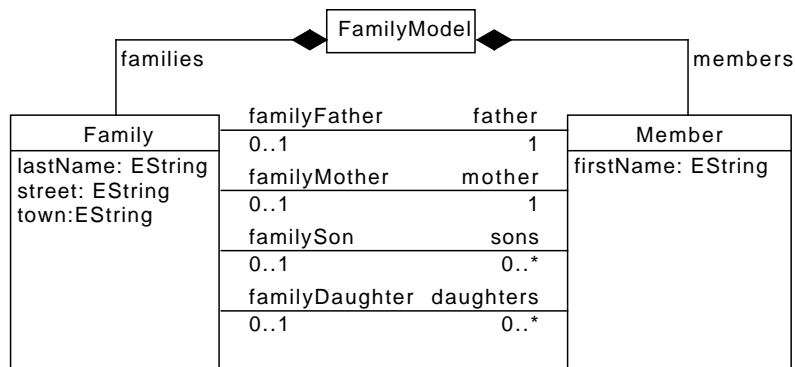 FamilyModel
families
members
familyFather father
Family
Member
0..1 1
lastName: EString
firstName: EString
familyMother mother
street: EString
0..1 1
town:EString
familySon sons
0..1 0..*
familyDaughter daughters
0..1 0..*